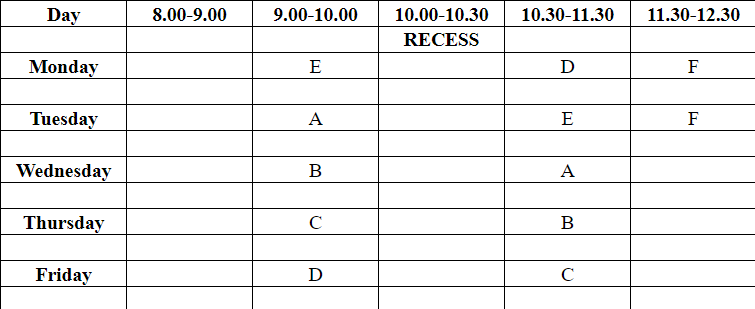 Day 8.00-9.00 9.00-10.00 10.00-10.30 10.30-11.30 11.30-12.30
RECESS
Monday E D F
Tuesday A E F
Wednesday B A
Thursday C B
Friday D C